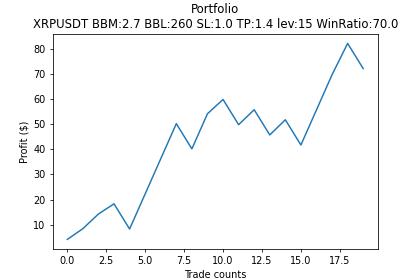 Portfolio
XRPUSDT BBM:2.7 BBL:260 SL:1.0 TP:1.4 lev:15 WinRatio:70.0
80
70
60
50
40
30
20
10
Profit ($)
0.0 2.5 5.0 7.5 10.0 12.5 15.0 17.5
Trade counts